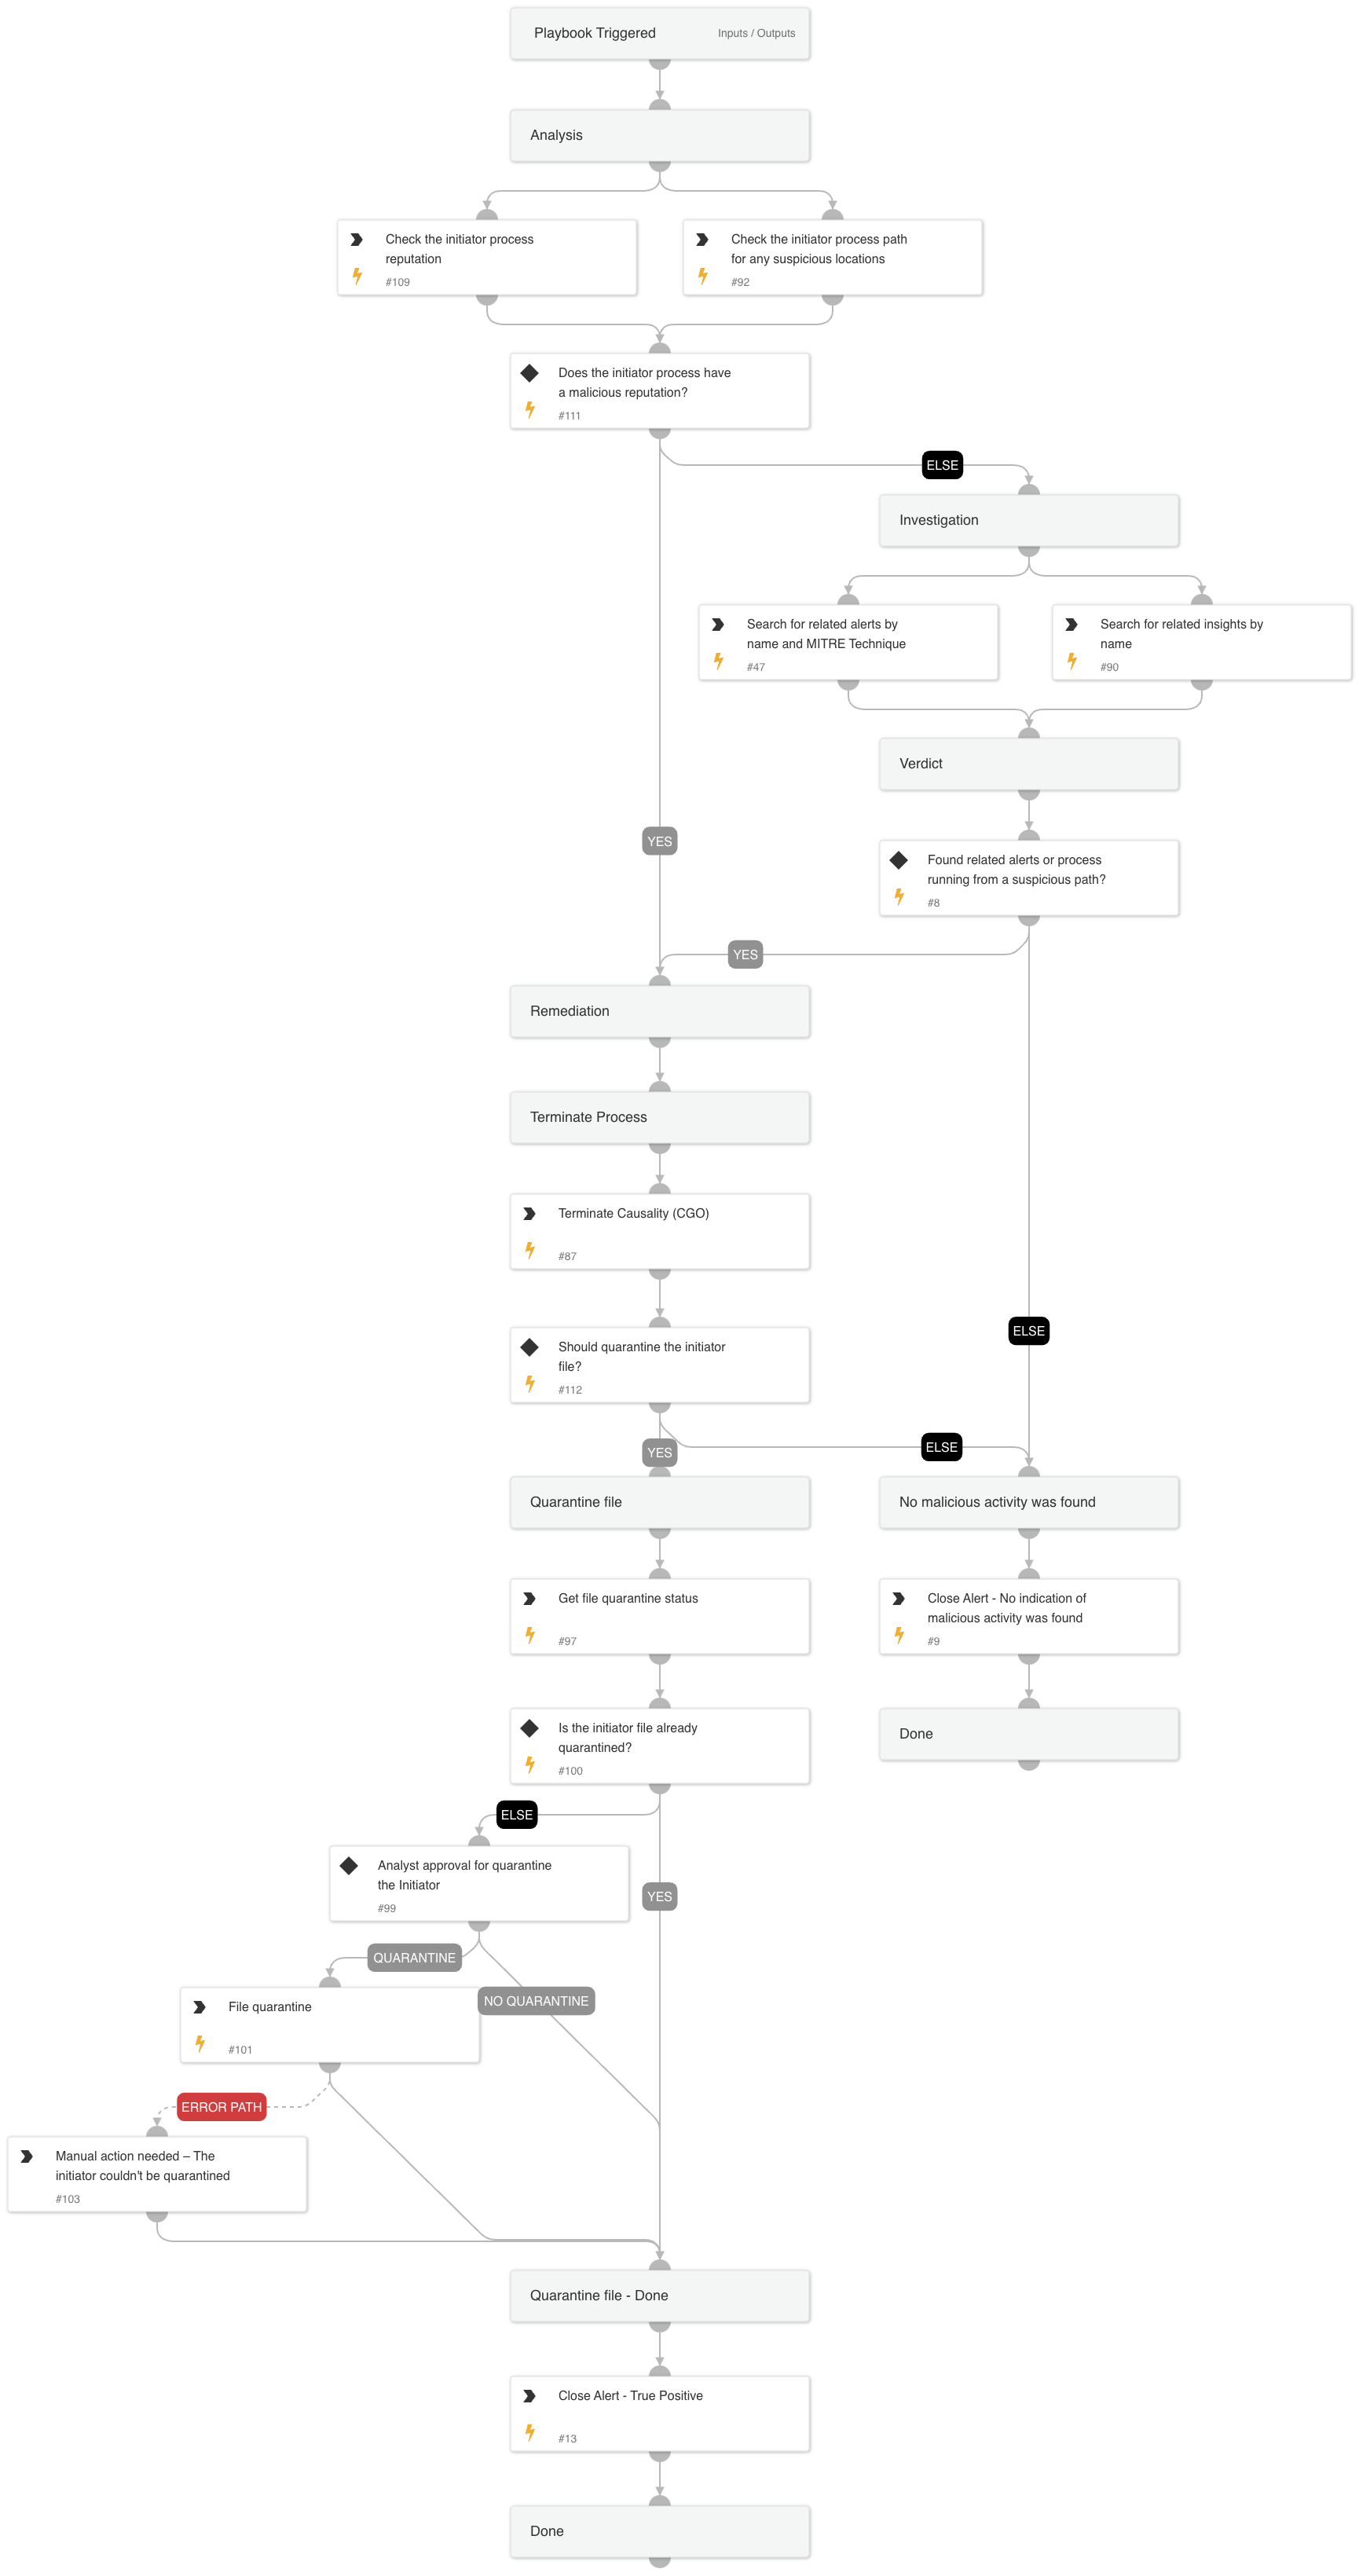 Playbook Triggered
Inputs / Outputs
Analysis
Check the initiator process
reputation
#109
Check the initiator process path
for any suspicious locations
#92
Does the initiator process have
a malicious reputation?
#111
ELSE
Investigation
Search for related alerts by
name and MITRE Technique
#47
Search for related insights by
name
#90
Verdict
YES
Found related alerts or process
running from a suspicious path?
#8
YES
Remediation
Terminate Process
Terminate Causality (CGO)
#87
ELSE
Should quarantine the initiator
file?
#112
YES
ELSE
Quarantine file
No malicious activity was found
Get file quarantine status
#97
Close Alert - No indication of
malicious activity was found
#9
Is the initiator file already
quarantined?
#100
Done
ELSE
Analyst approval for quarantine
the Initiator
#99
YES
QUARANTINE
NO QUARANTINE
File quarantine
#101
ERROR PATH
Manual action needed – The
initiator couldn't be quarantined
#103
Quarantine file - Done
Close Alert - True Positive
#13
Done